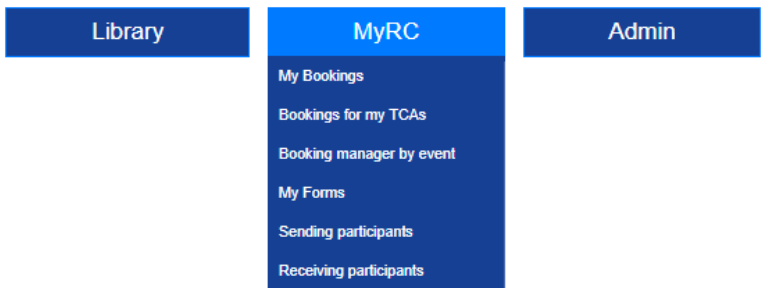 Library
MyRC
Admin
My Bookings
Bookings for my TCAs
Booking manager by event
My Forms
Sending participants
Receiving participants